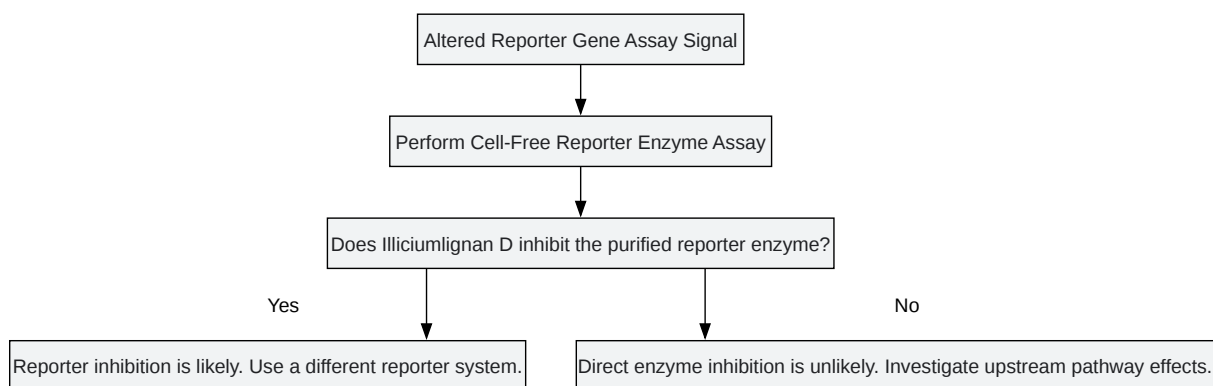 Altered Reporter Gene Assay Signal
Perform Cell-Free Reporter Enzyme Assay
Does Illiciumlignan D inhibit the purified reporter enzyme?
Yes
No
Reporter inhibition is likely. Use a different reporter system.
Direct enzyme inhibition is unlikely. Investigate upstream pathway effects.